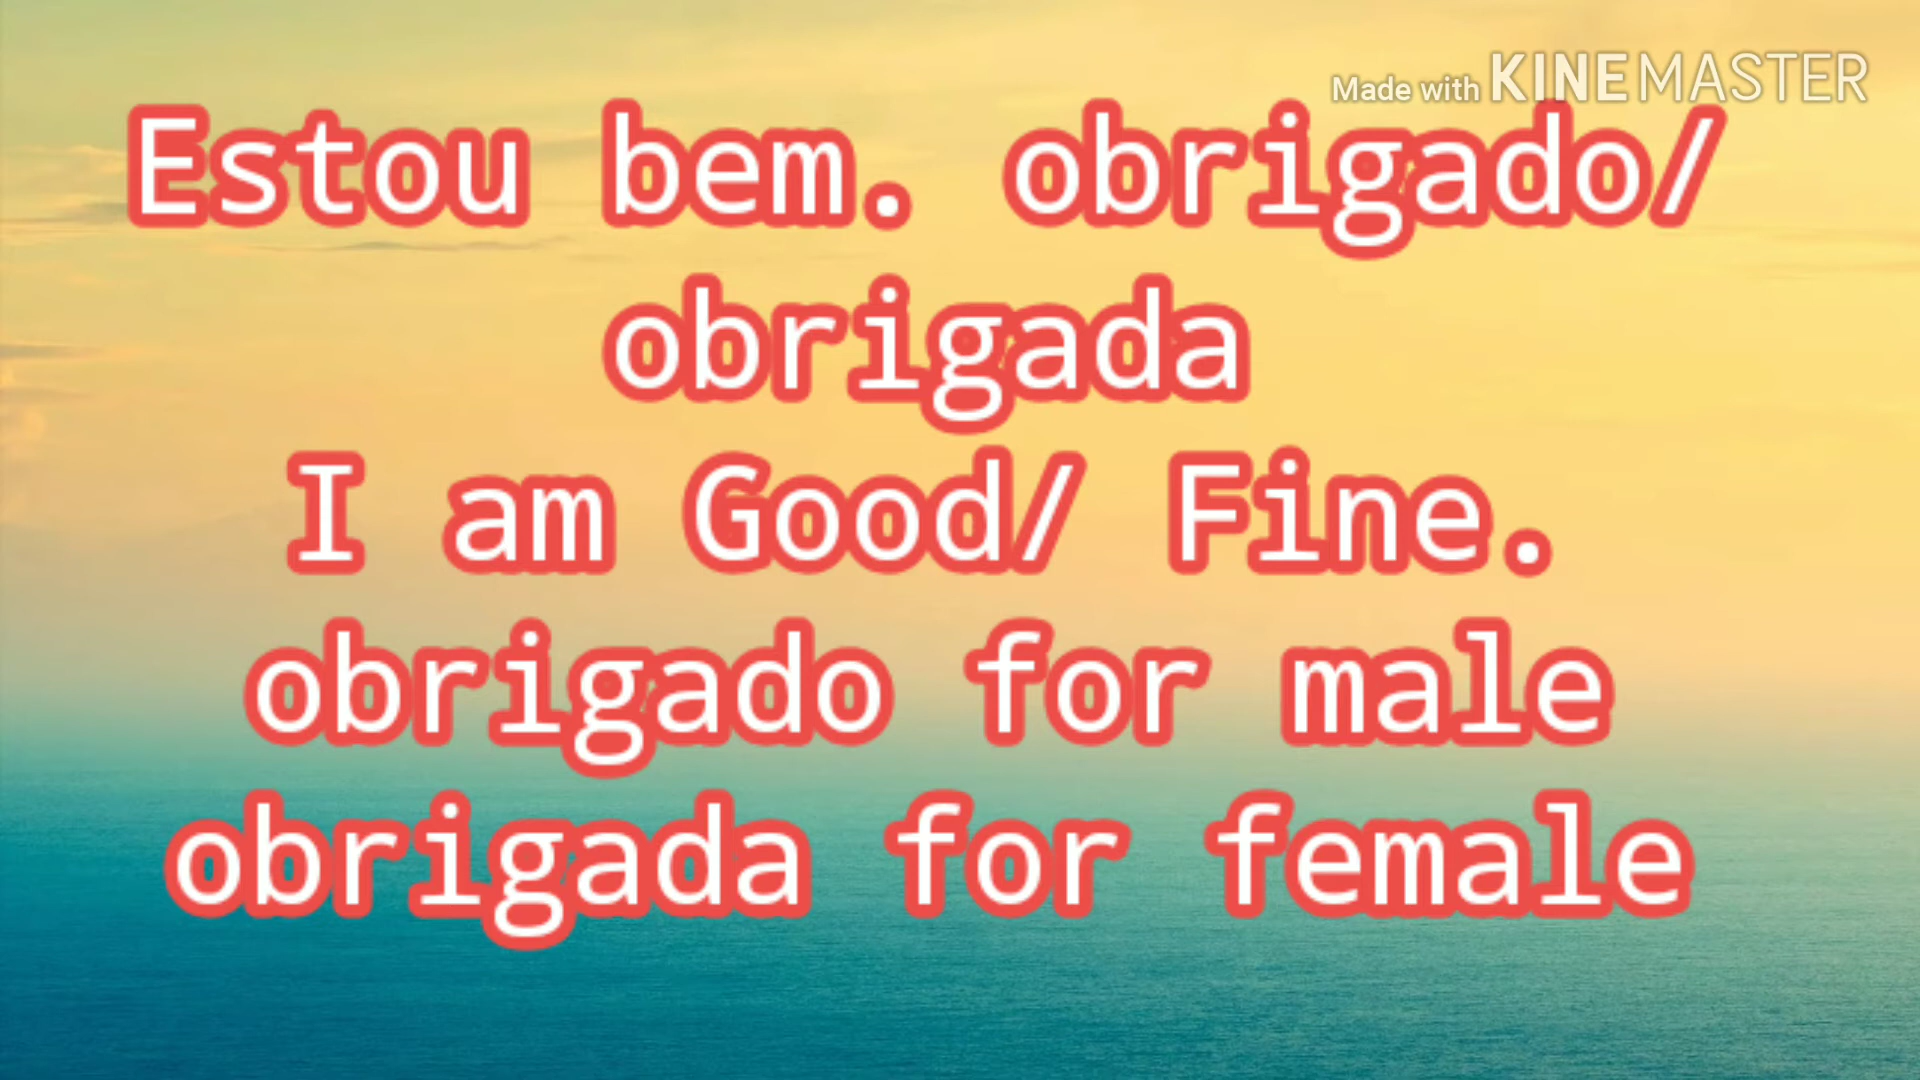 Made with KINEMASTER
Estou bem. obrigado/
obrigada
I am Good/ Fine.
obrigado for male
obrigada for female